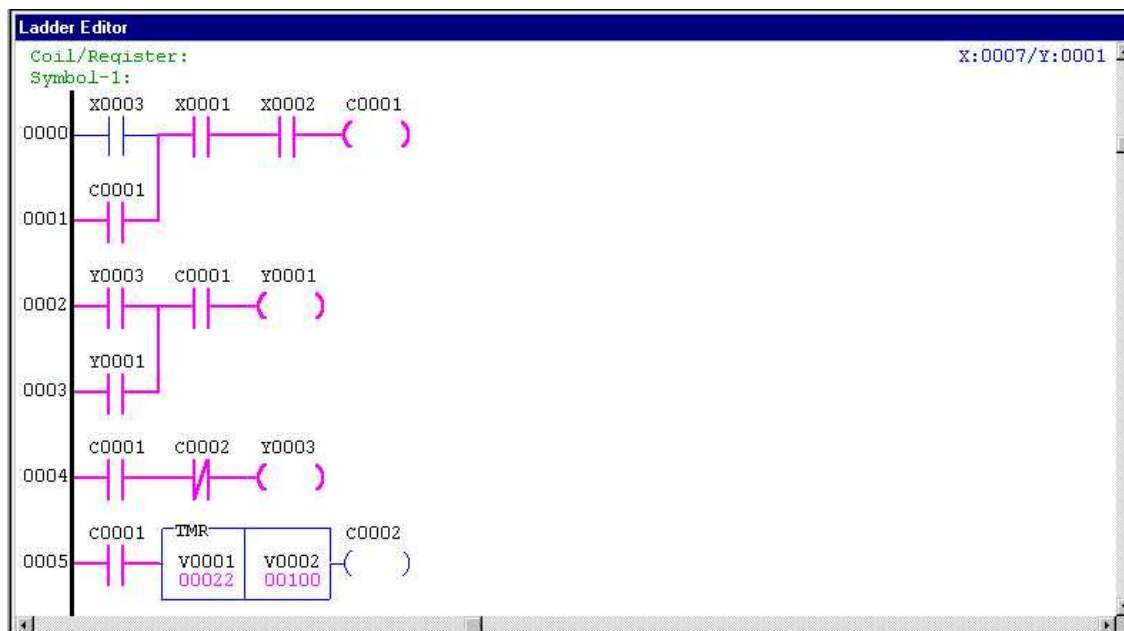 Ladder Editor
Coil/Register:
X:0007/Y:0001
Symbol-1:
X0003 X0001 X0002 C0001
0000
C0001
0001
Y0003 C0001 Y0001
0002
Y0001
0003
C0001 C0002 Y0003
0004
C0001 TMR C0002
0005 V0001 V0002
00022 00100